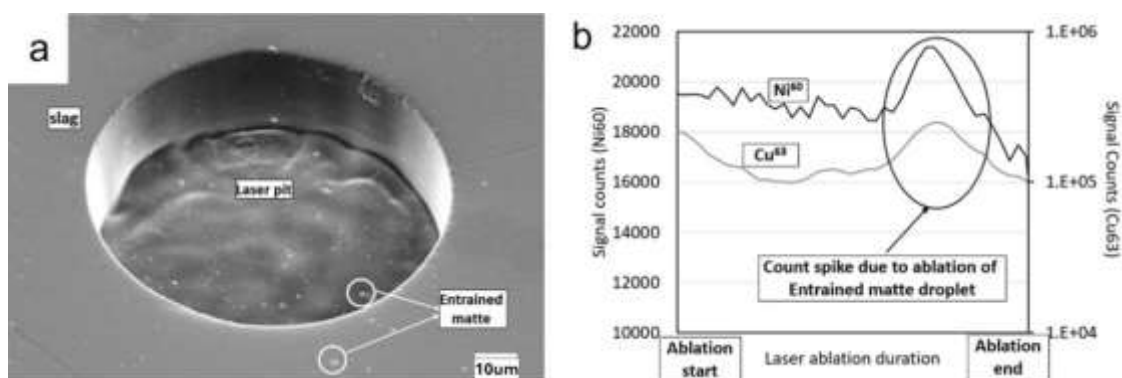 a
slag
Laser pit
Entrained
matte
10um
b
22000
20000
18000
16000
14000
12000
10000
Signal counts (Ni60)
Ni⁶⁰
Cu⁶³
Count spike due to ablation of
Entrained matte droplet
1.E+06
1.E+05
1.E+04
Signal Counts (Cu63)
Ablation
start
Laser ablation duration
Ablation
end